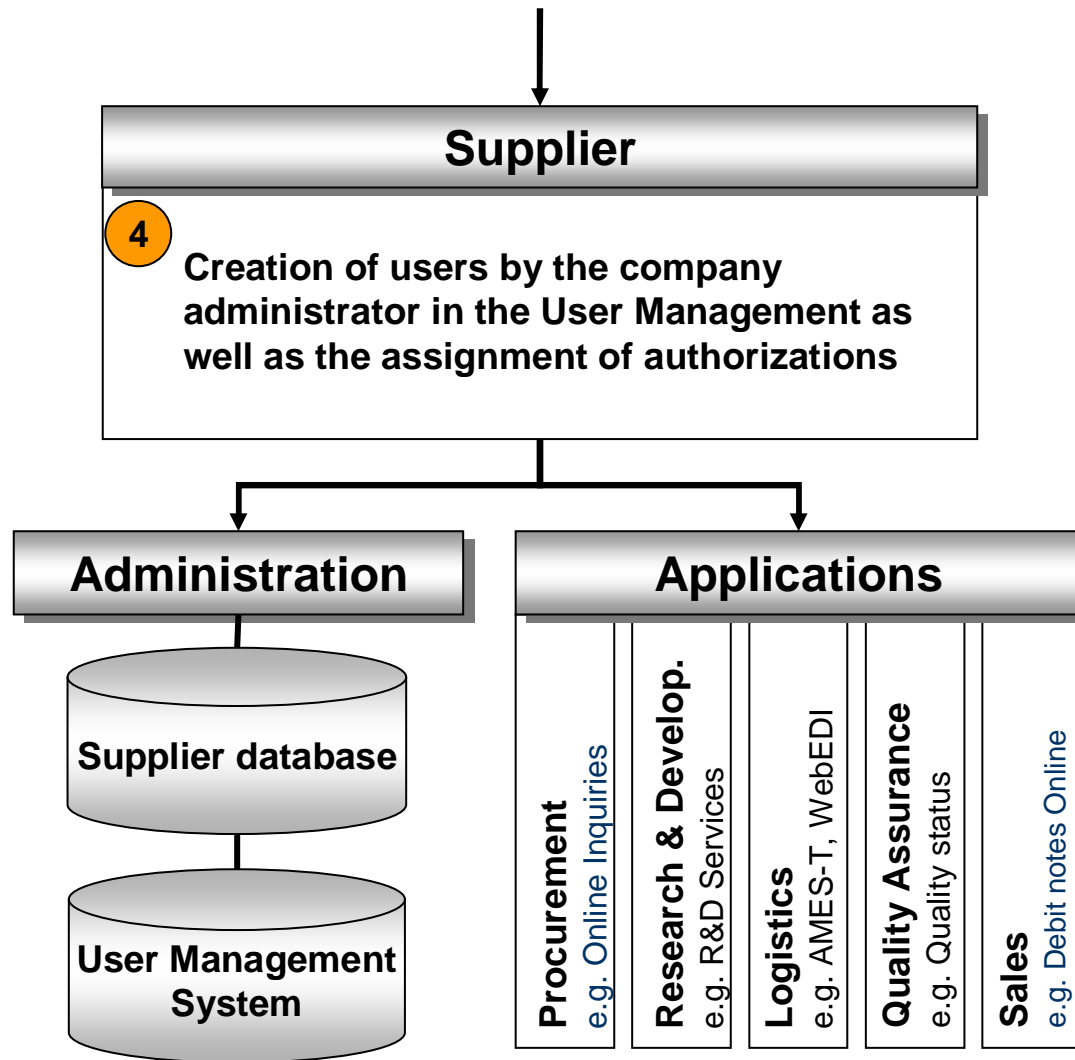 Supplier
4
Creation of users by the company
administrator in the User Management as
well as the assignment of authorizations
Administration
Applications
Supplier database
User Management
System
Procurement
e.g. Online Inquiries
Research & Develop.
e.g. R&D Services
Logistics
e.g. AMES-T, WebEDI
Quality Assurance
e.g. Quality status
Sales
e.g. Debit notes Online